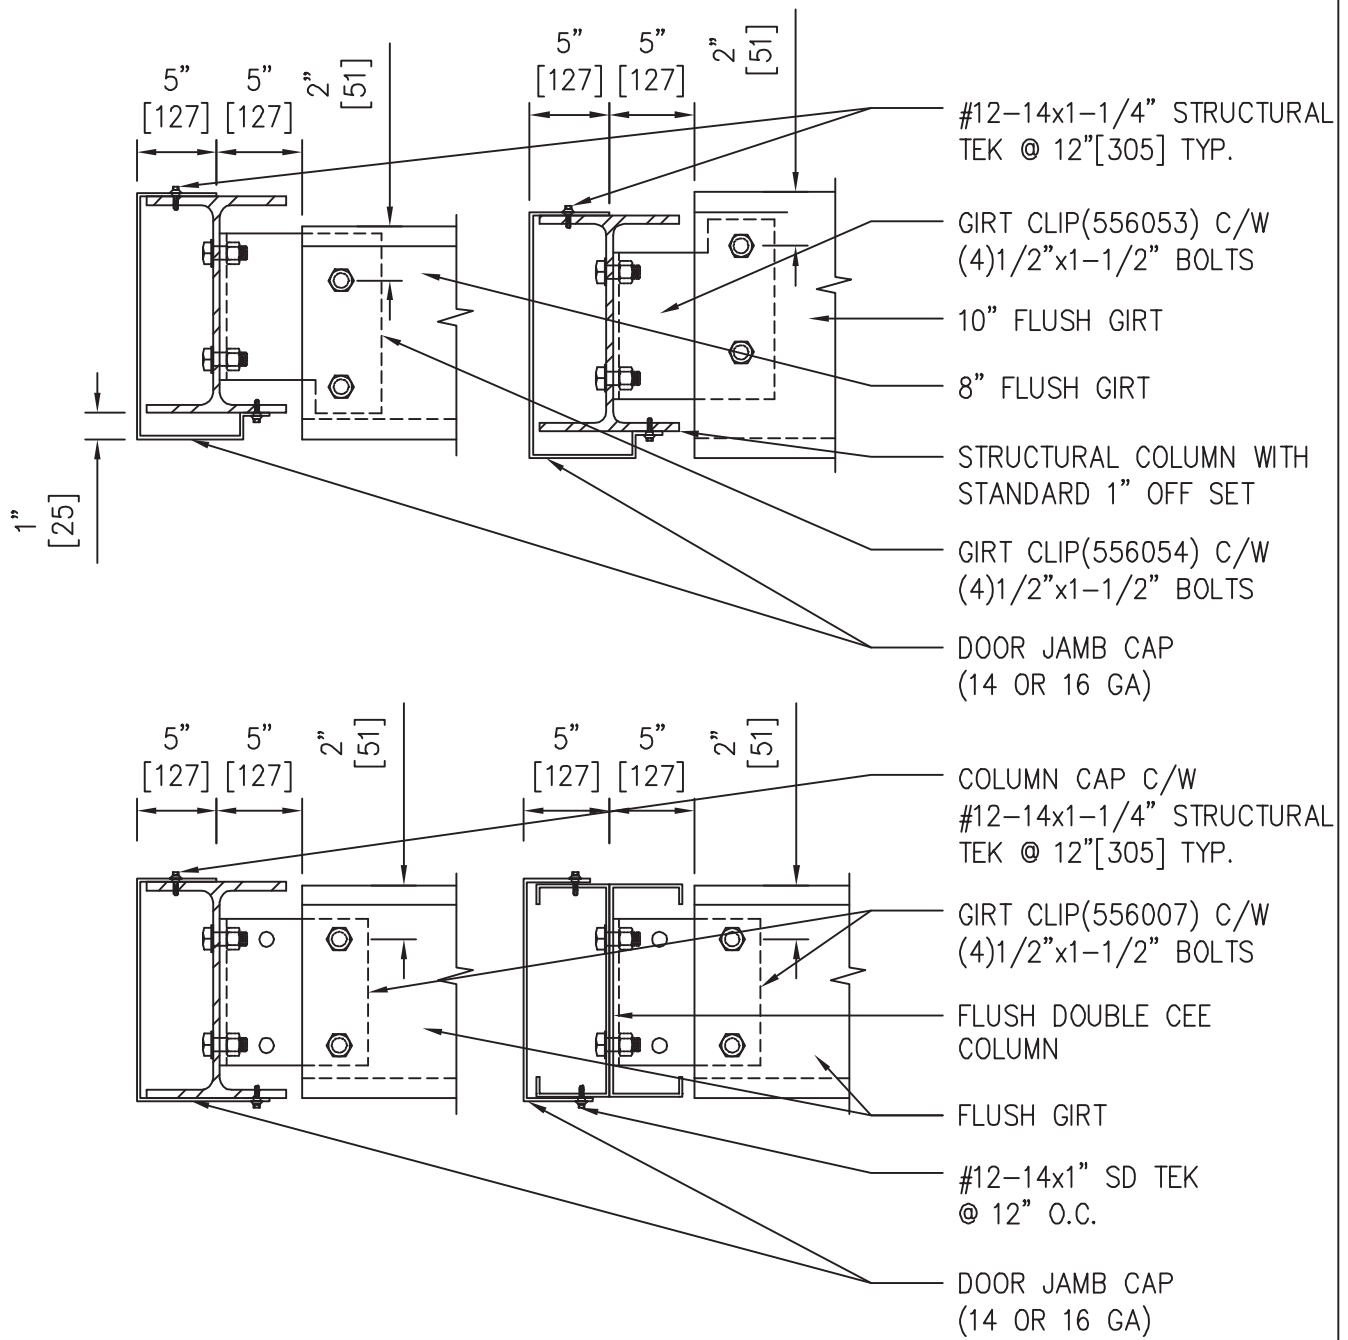 5" 5" 2" [51]
[127] [127]
5" 5" 2" [51]
[127] [127]
#12-14x1-1/4" STRUCTURAL
TEK @ 12"[305] TYP.
GIRT CLIP(556053) C/W
(4)1/2"x1-1/2" BOLTS
10" FLUSH GIRT
8" FLUSH GIRT
STRUCTURAL COLUMN WITH
STANDARD 1" OFF SET
1"
[25]
GIRT CLIP(556054) C/W
(4)1/2"x1-1/2" BOLTS
DOOR JAMB CAP
(14 OR 16 GA)
5" 5" 2" [51]
[127] [127]
5" 5" 2" [51]
[127] [127]
COLUMN CAP C/W
#12-14x1-1/4" STRUCTURAL
TEK @ 12"[305] TYP.
GIRT CLIP(556007) C/W
(4)1/2"x1-1/2" BOLTS
FLUSH DOUBLE CEE
COLUMN
FLUSH GIRT
#12-14x1" SD TEK
@ 12" O.C.
DOOR JAMB CAP
(14 OR 16 GA)